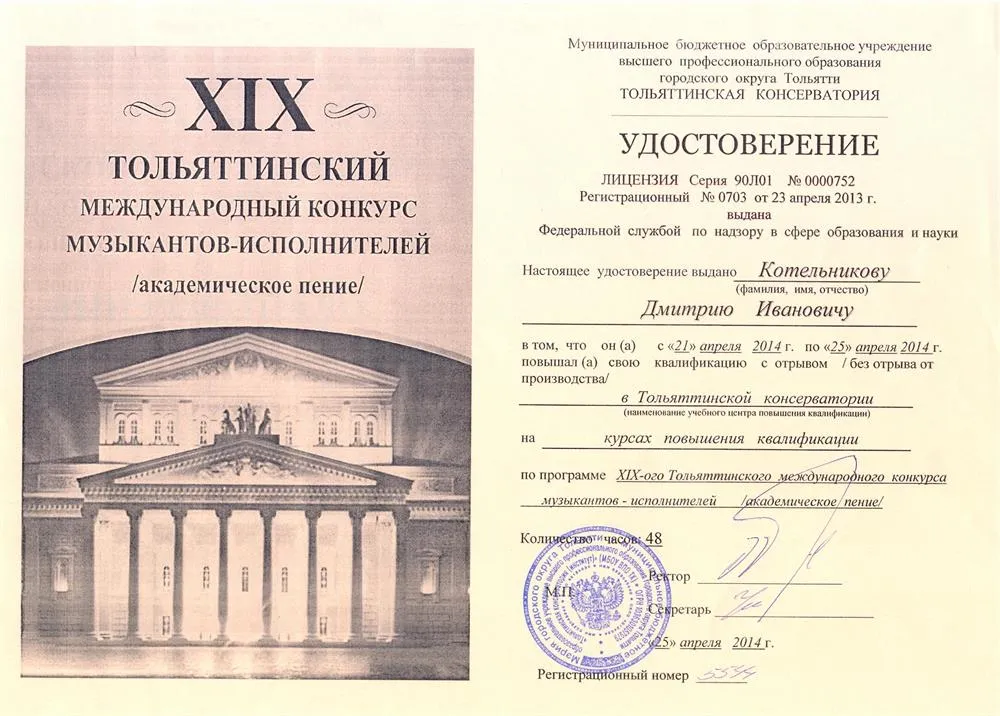 XIX
ТОЛЬЯТТИНСКИЙ
МЕЖДУНАРОДНЫЙ КОНКУРС
МУЗЫКАНТОВ-ИСПОЛНИТЕЛЕЙ
/академическое пение/
Муниципальное бюджетное образовательное учреждение
высшего профессионального образования
городского округа Тольятти
ТОЛЬЯТТИНСКАЯ КОНСЕРВАТОРИЯ
УДОСТОВЕРЕНИЕ
ЛИЦЕНЗИЯ Серия 90Л01 № 0000752
Регистрационный № 0703 от 23 апреля 2013 г.
выдана
Федеральной службой по надзору в сфере образования и науки
Настоящее удостоверение выдано Котельникову
(фамилия, имя, отчество)
Дмитрию Ивановичу
в том, что он (а) с «21» апреля 2014 г. по «25» апреля 2014 г.
повышал (а) свою квалификацию с отрывом / без отрыва от
производства/
в Тольяттинской консерватории
(наименование учебного центра повышения квалификации)
на курсах повышения квалификации
по программе XIX-ого Тольяттинского международного конкурса
музыкантов - исполнителей /академическое пение/
Количество часов: 48
Ректор
М.П.
Секретарь
«25» апреля 2014 г.
Регистрационный номер